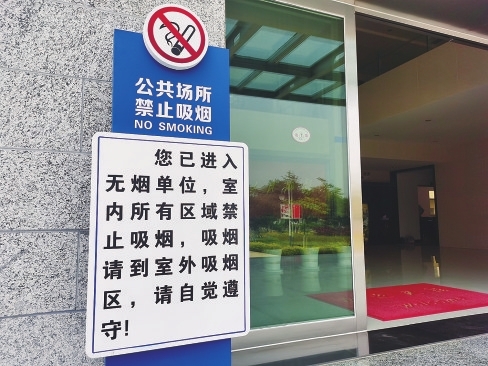 公共场所
禁止吸烟
NO SMOKING
您已进入
无烟单位，室
内所有区域禁
止吸烟，吸烟
请到室外吸烟
区，请自觉遵
守！